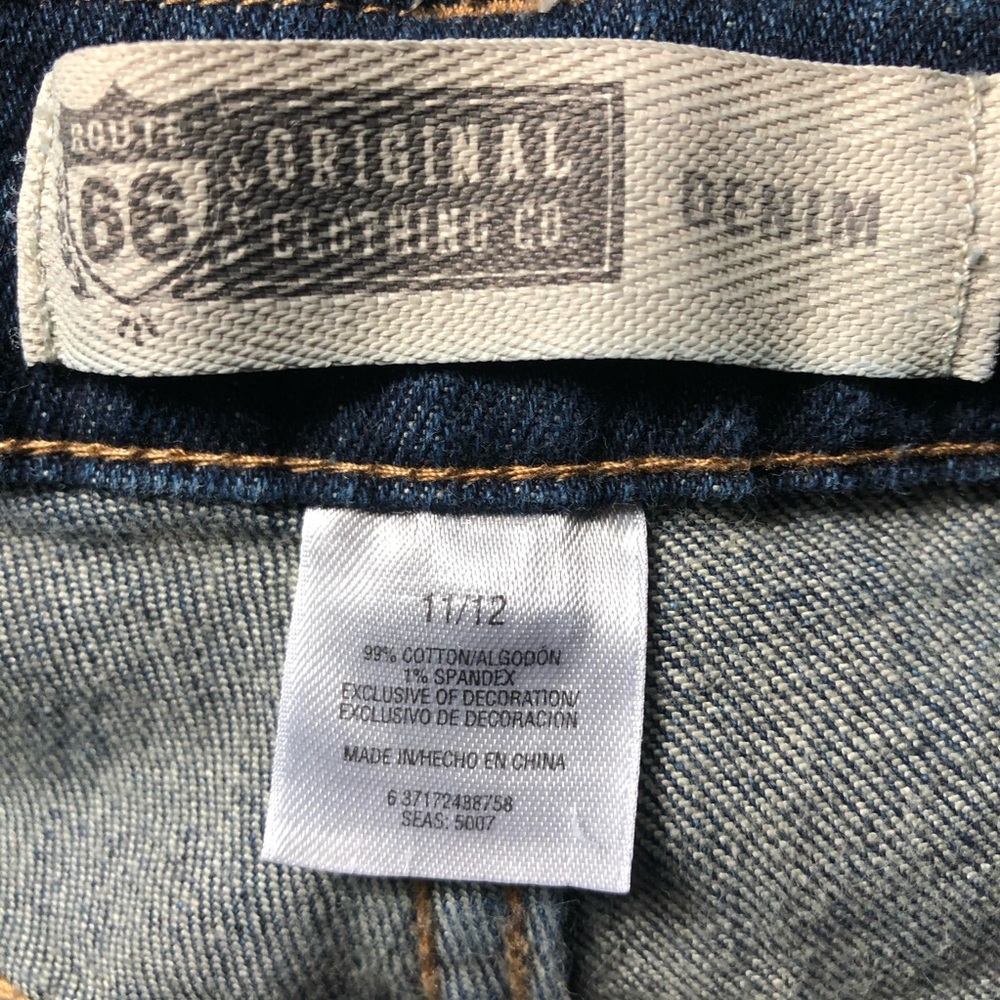 ROUTE
66
ORIGINAL
CLOTHING CO.
DENIM
11/12
99% COTTON/ALGODÓN
1% SPANDEX
EXCLUSIVE OF DECORATION/
EXCLUSIVO DE DECORACION
MADE IN/HECHO EN CHINA
6 37172438758
SEAS: 5007